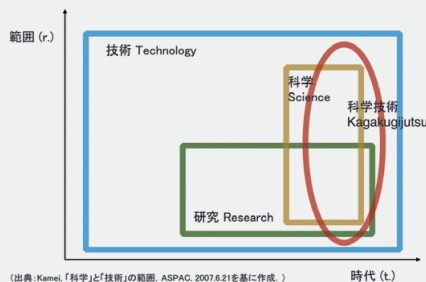 範囲 (r.)
技術 Technology
科学
Science
科学技術
Kagakugijutsu
研究 Research
時代 (t.)
(出典:Kamei,「科学」と「技術」の範囲, ASPAC, 2007.6.21を基に作成. )